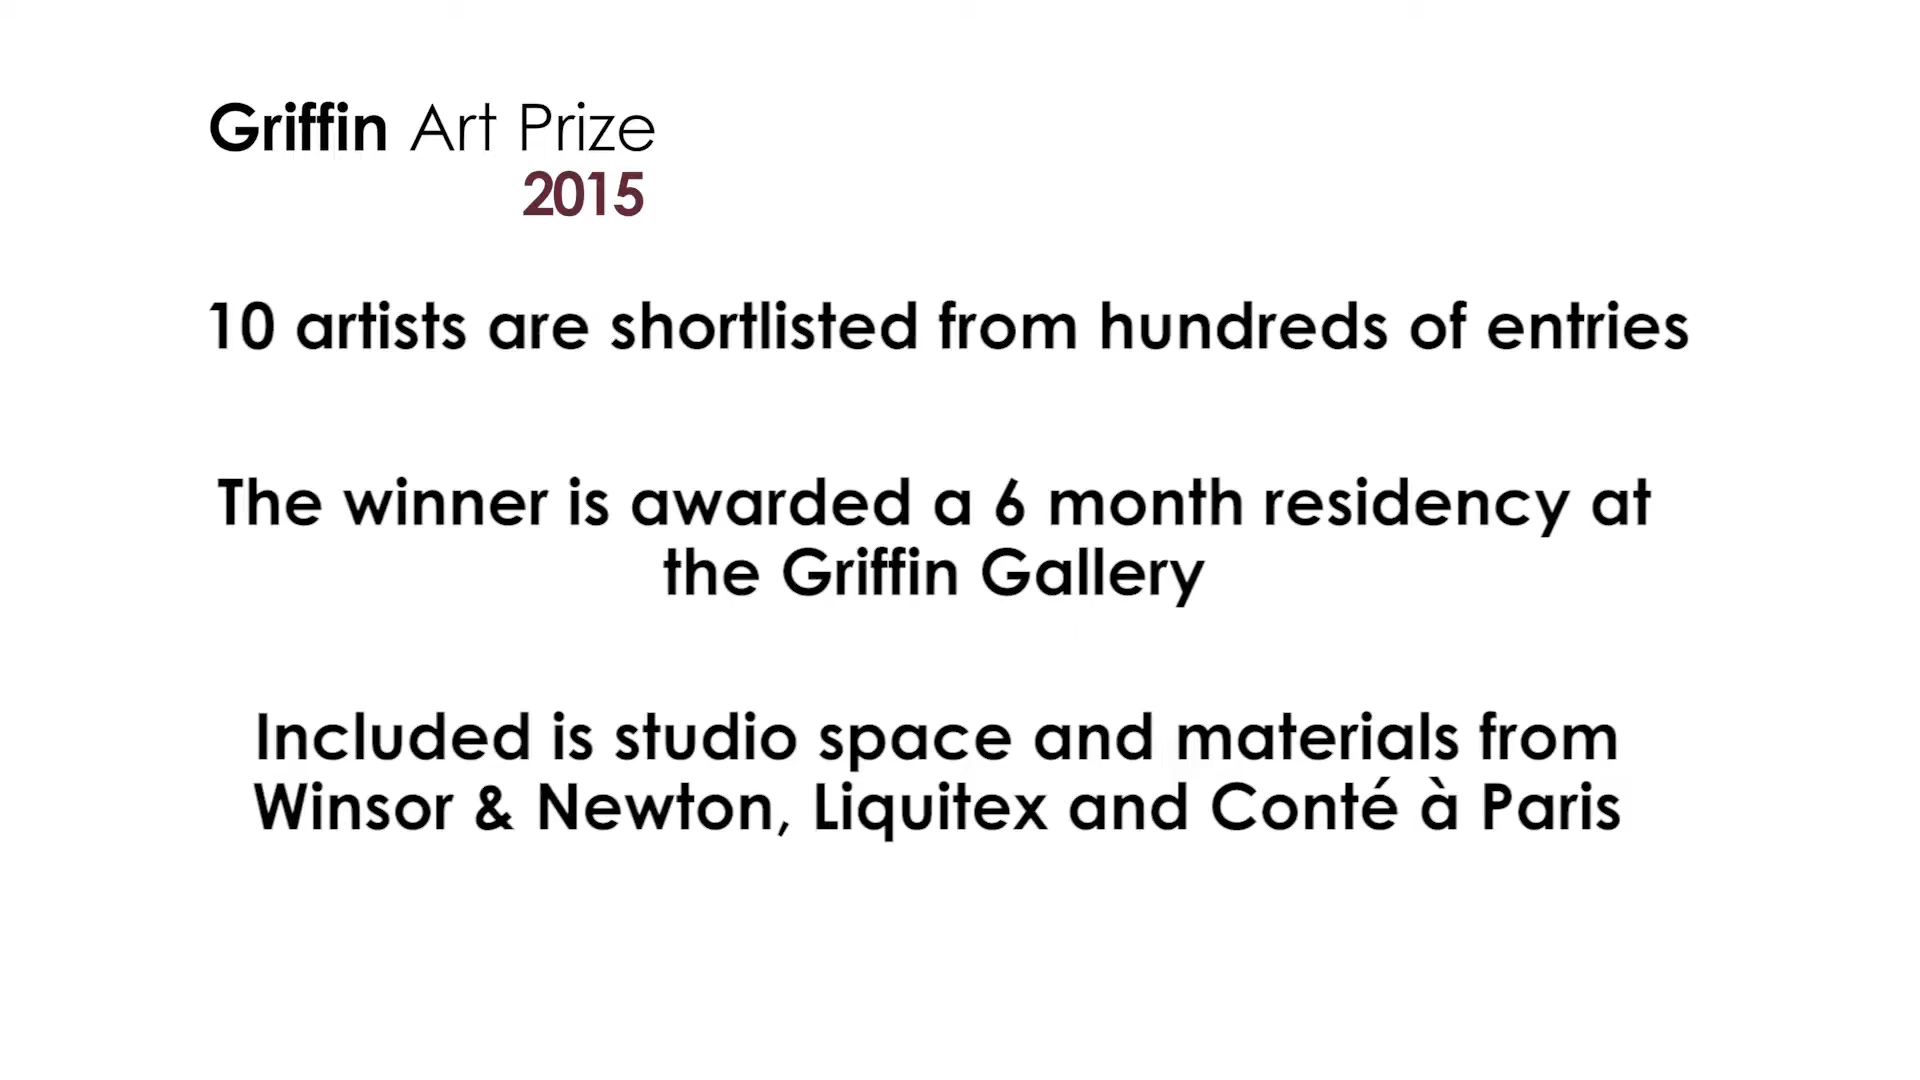 Griffin Art Prize
2015
10 artists are shortlisted from hundreds of entries
The winner is awarded a 6 month residency at
the Griffin Gallery
Included is studio space and materials from
Winsor & Newton, Liquitex and Conté à Paris